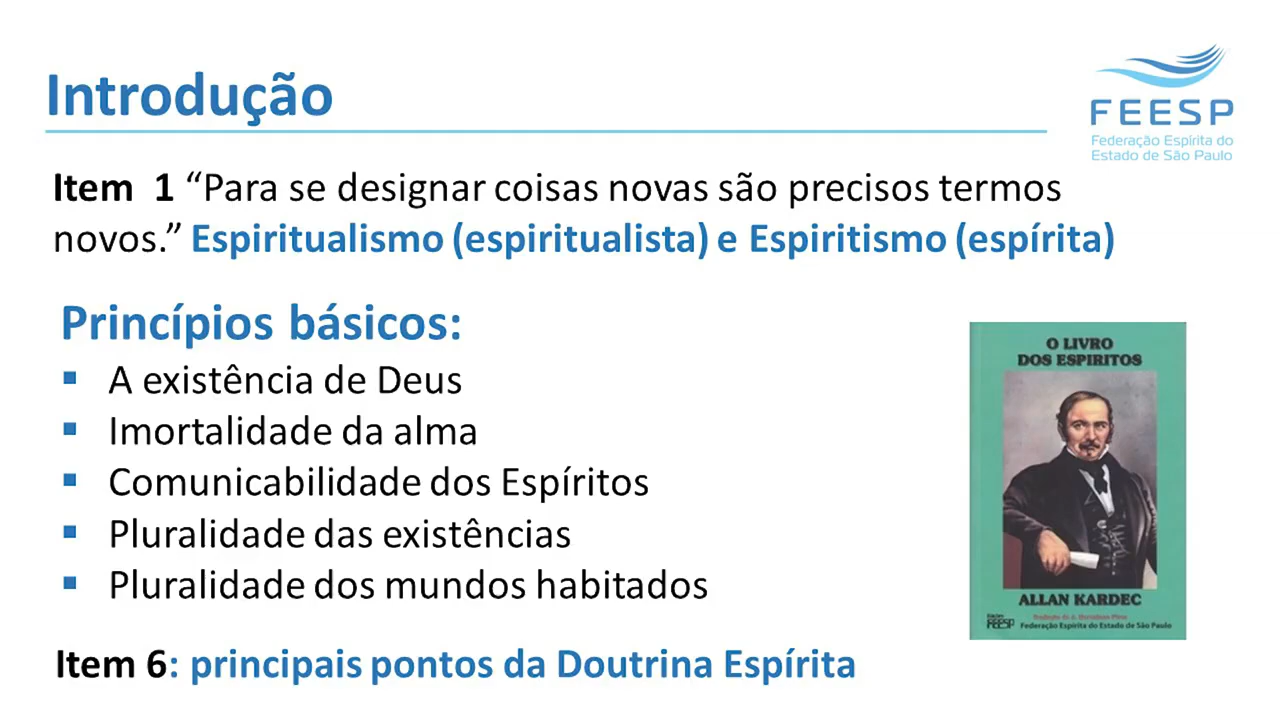 Introdução
FEESP
Federação Espírita do
Estado de São Paulo
Item 1 “Para se designar coisas novas são precisos termos
novos.” Espiritualismo (espiritualista) e Espiritismo (espírita)
Princípios básicos:
▪ A existência de Deus
▪ Imortalidade da alma
▪ Comunicabilidade dos Espíritos
▪ Pluralidade das existências
▪ Pluralidade dos mundos habitados
O LIVRO
DOS ESPIRITOS
ALLAN KARDEC
FEESP
Federação Espírita do Estado de São Paulo
Item 6: principais pontos da Doutrina Espírita